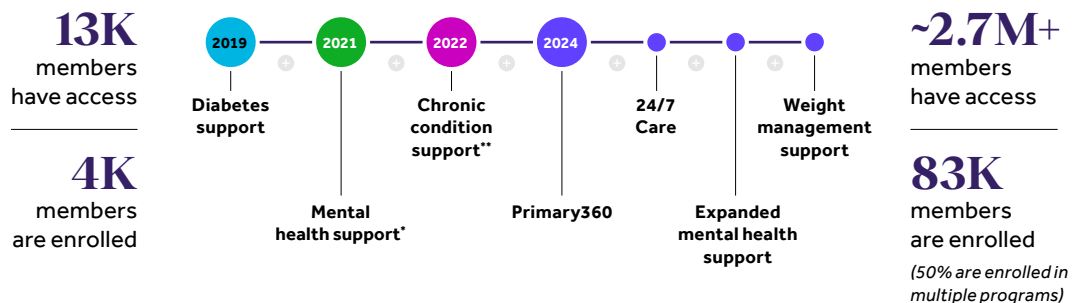 13K
members
have access
4K
members
are enrolled
2019
2021
2022
2024
Diabetes
support
Mental
health support*
Chronic
condition
support**
Primary360
24/7
Care
Expanded
mental health
support
Weight
management
support
~2.7M+
members
have access
83K
members
are enrolled
(50% are enrolled in
multiple programs)